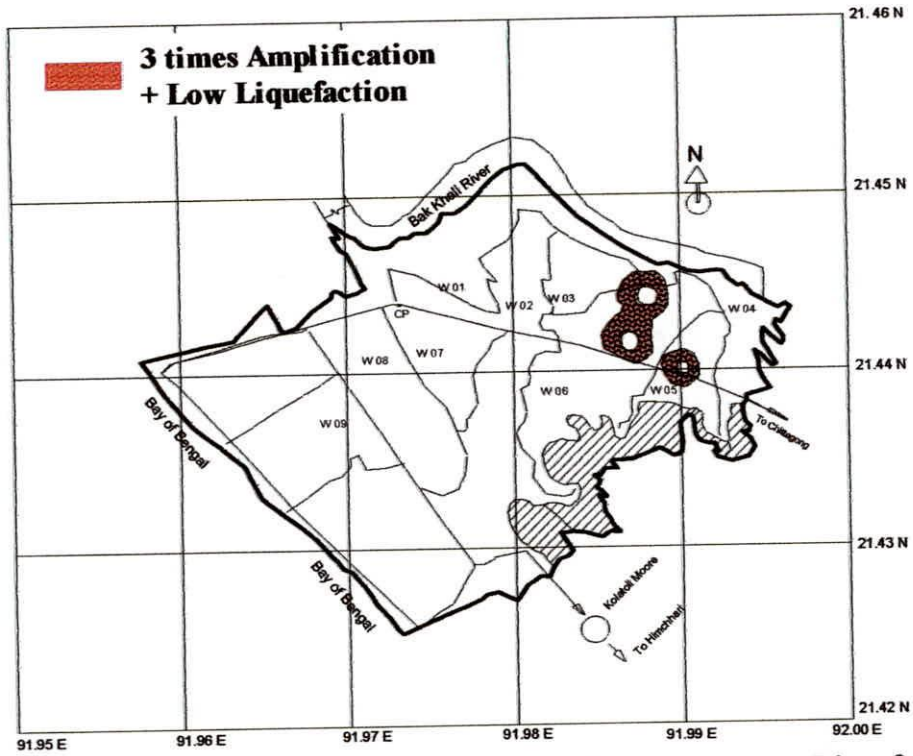 21.46 N
3 times Amplification
+ Low Liquefaction
N
Bak Khali River
21.45 N
W 01
W 02
W 03
W 04
CP
W 08
W 07
W 06
W 05
21.44 N
To Chittagong
W 09
Bay of Bengal
21.43 N
Bay of Bengal
Kolatoli Moore
To Himchhari
21.42 N
91.95 E
91.96 E
91.97 E
91.98 E
91.99 E
92.00 E